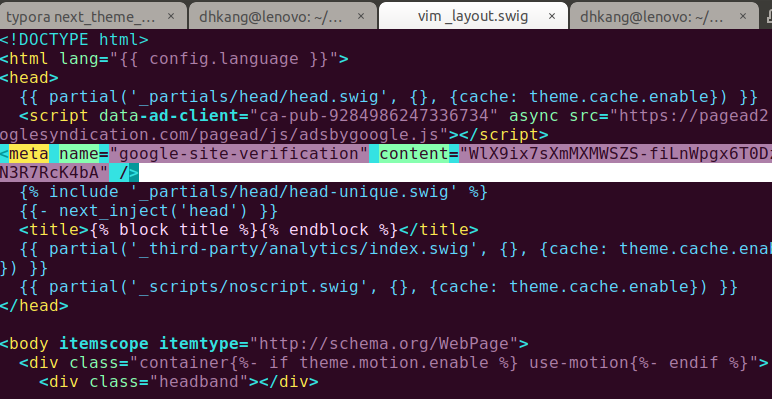 typora next_theme_... × dhkang@lenovo: ~/... × vim _layout.swig × dhkang@lenovo: ~/... ×
<!DOCTYPE html>
<html lang="{{ config.language }}">
<head>
  {{ partial('_partials/head/head.swig', {}, {cache: theme.cache.enable}) }}
  <script data-ad-client="ca-pub-9284986247336734" async src="https://pagead2
oglesyndication.com/pagead/js/adsbygoogle.js"></script>
<meta name="google-site-verification" content="WlX9ix7sXmMXMWSZS-fiLnWpgx6T0Dz
N3R7RcK4bA" />
  {% include '_partials/head/head-unique.swig' %}
  {{- next_inject('head') }}
  <title>{% block title %}{% endblock %}</title>
  {{ partial('_third-party/analytics/index.swig', {}, {cache: theme.cache.enab
}) }}
  {{ partial('_scripts/noscript.swig', {}, {cache: theme.cache.enable}) }}
</head>
<body itemscope itemtype="http://schema.org/WebPage">
  <div class="container{%- if theme.motion.enable %} use-motion{%- endif %}">
    <div class="headband"></div>